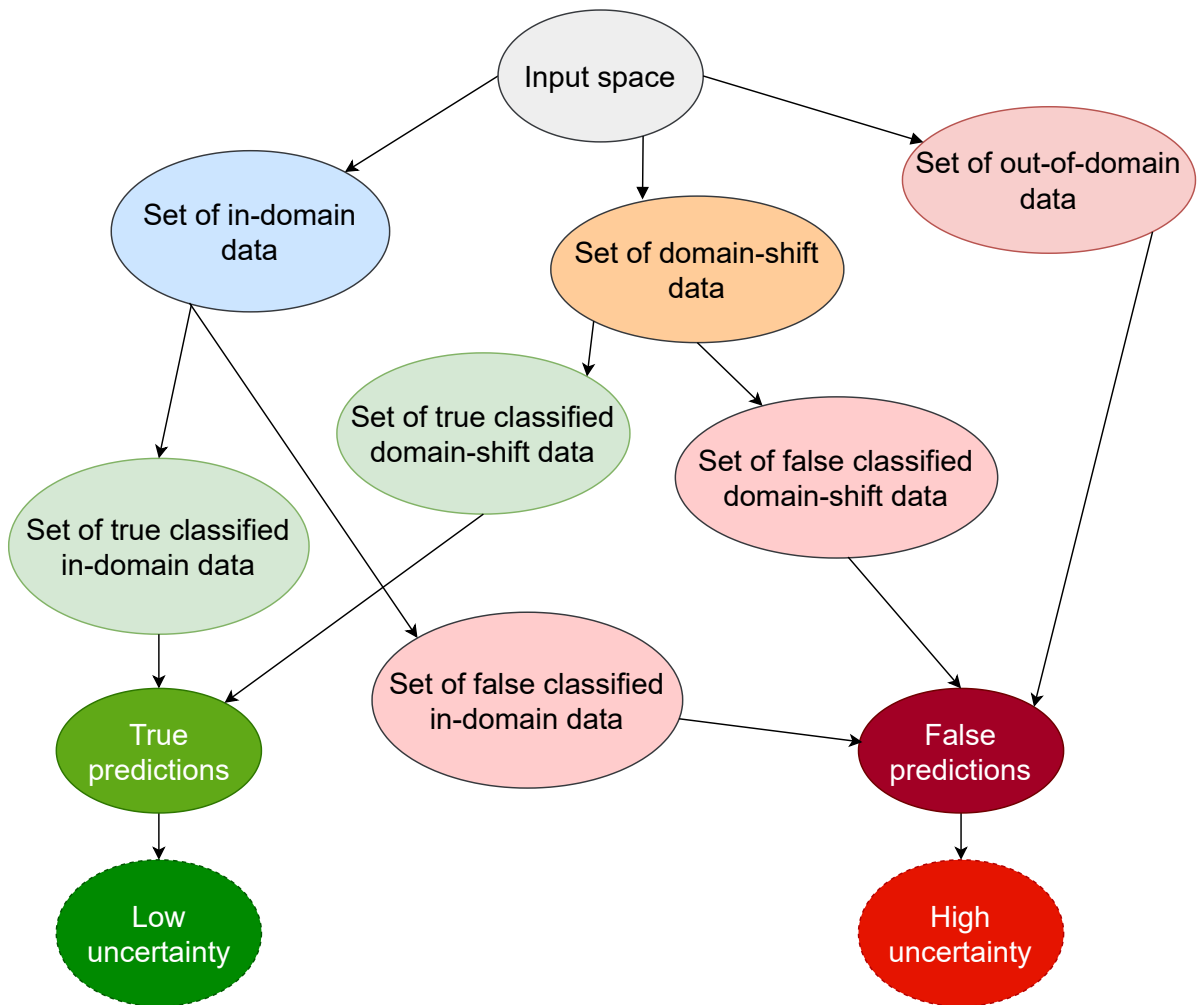 Input space
Set of out-of-domain
data
Set of in-domain
data
Set of domain-shift
data
Set of true classified
domain-shift data
Set of false classified
domain-shift data
Set of true classified
in-domain data
Set of false classified
in-domain data
True
predictions
False
predictions
Low
uncertainty
High
uncertainty